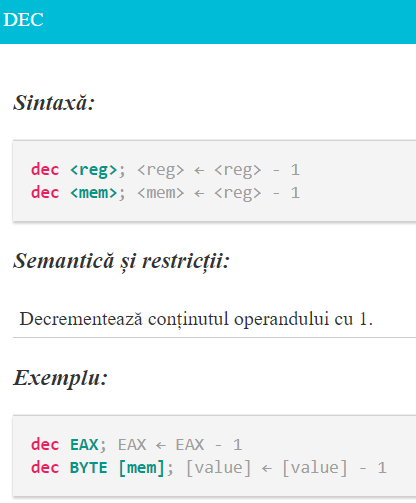 DEC
Sintaxă:
dec <reg>; <reg> ← <reg> - 1
dec <mem>; <mem> ← <reg> - 1
Semantică și restricții:
Decrementează conținutul operandului cu 1.
Exemplu:
dec EAX; EAX ← EAX - 1
dec BYTE [mem]; [value] ← [value] - 1